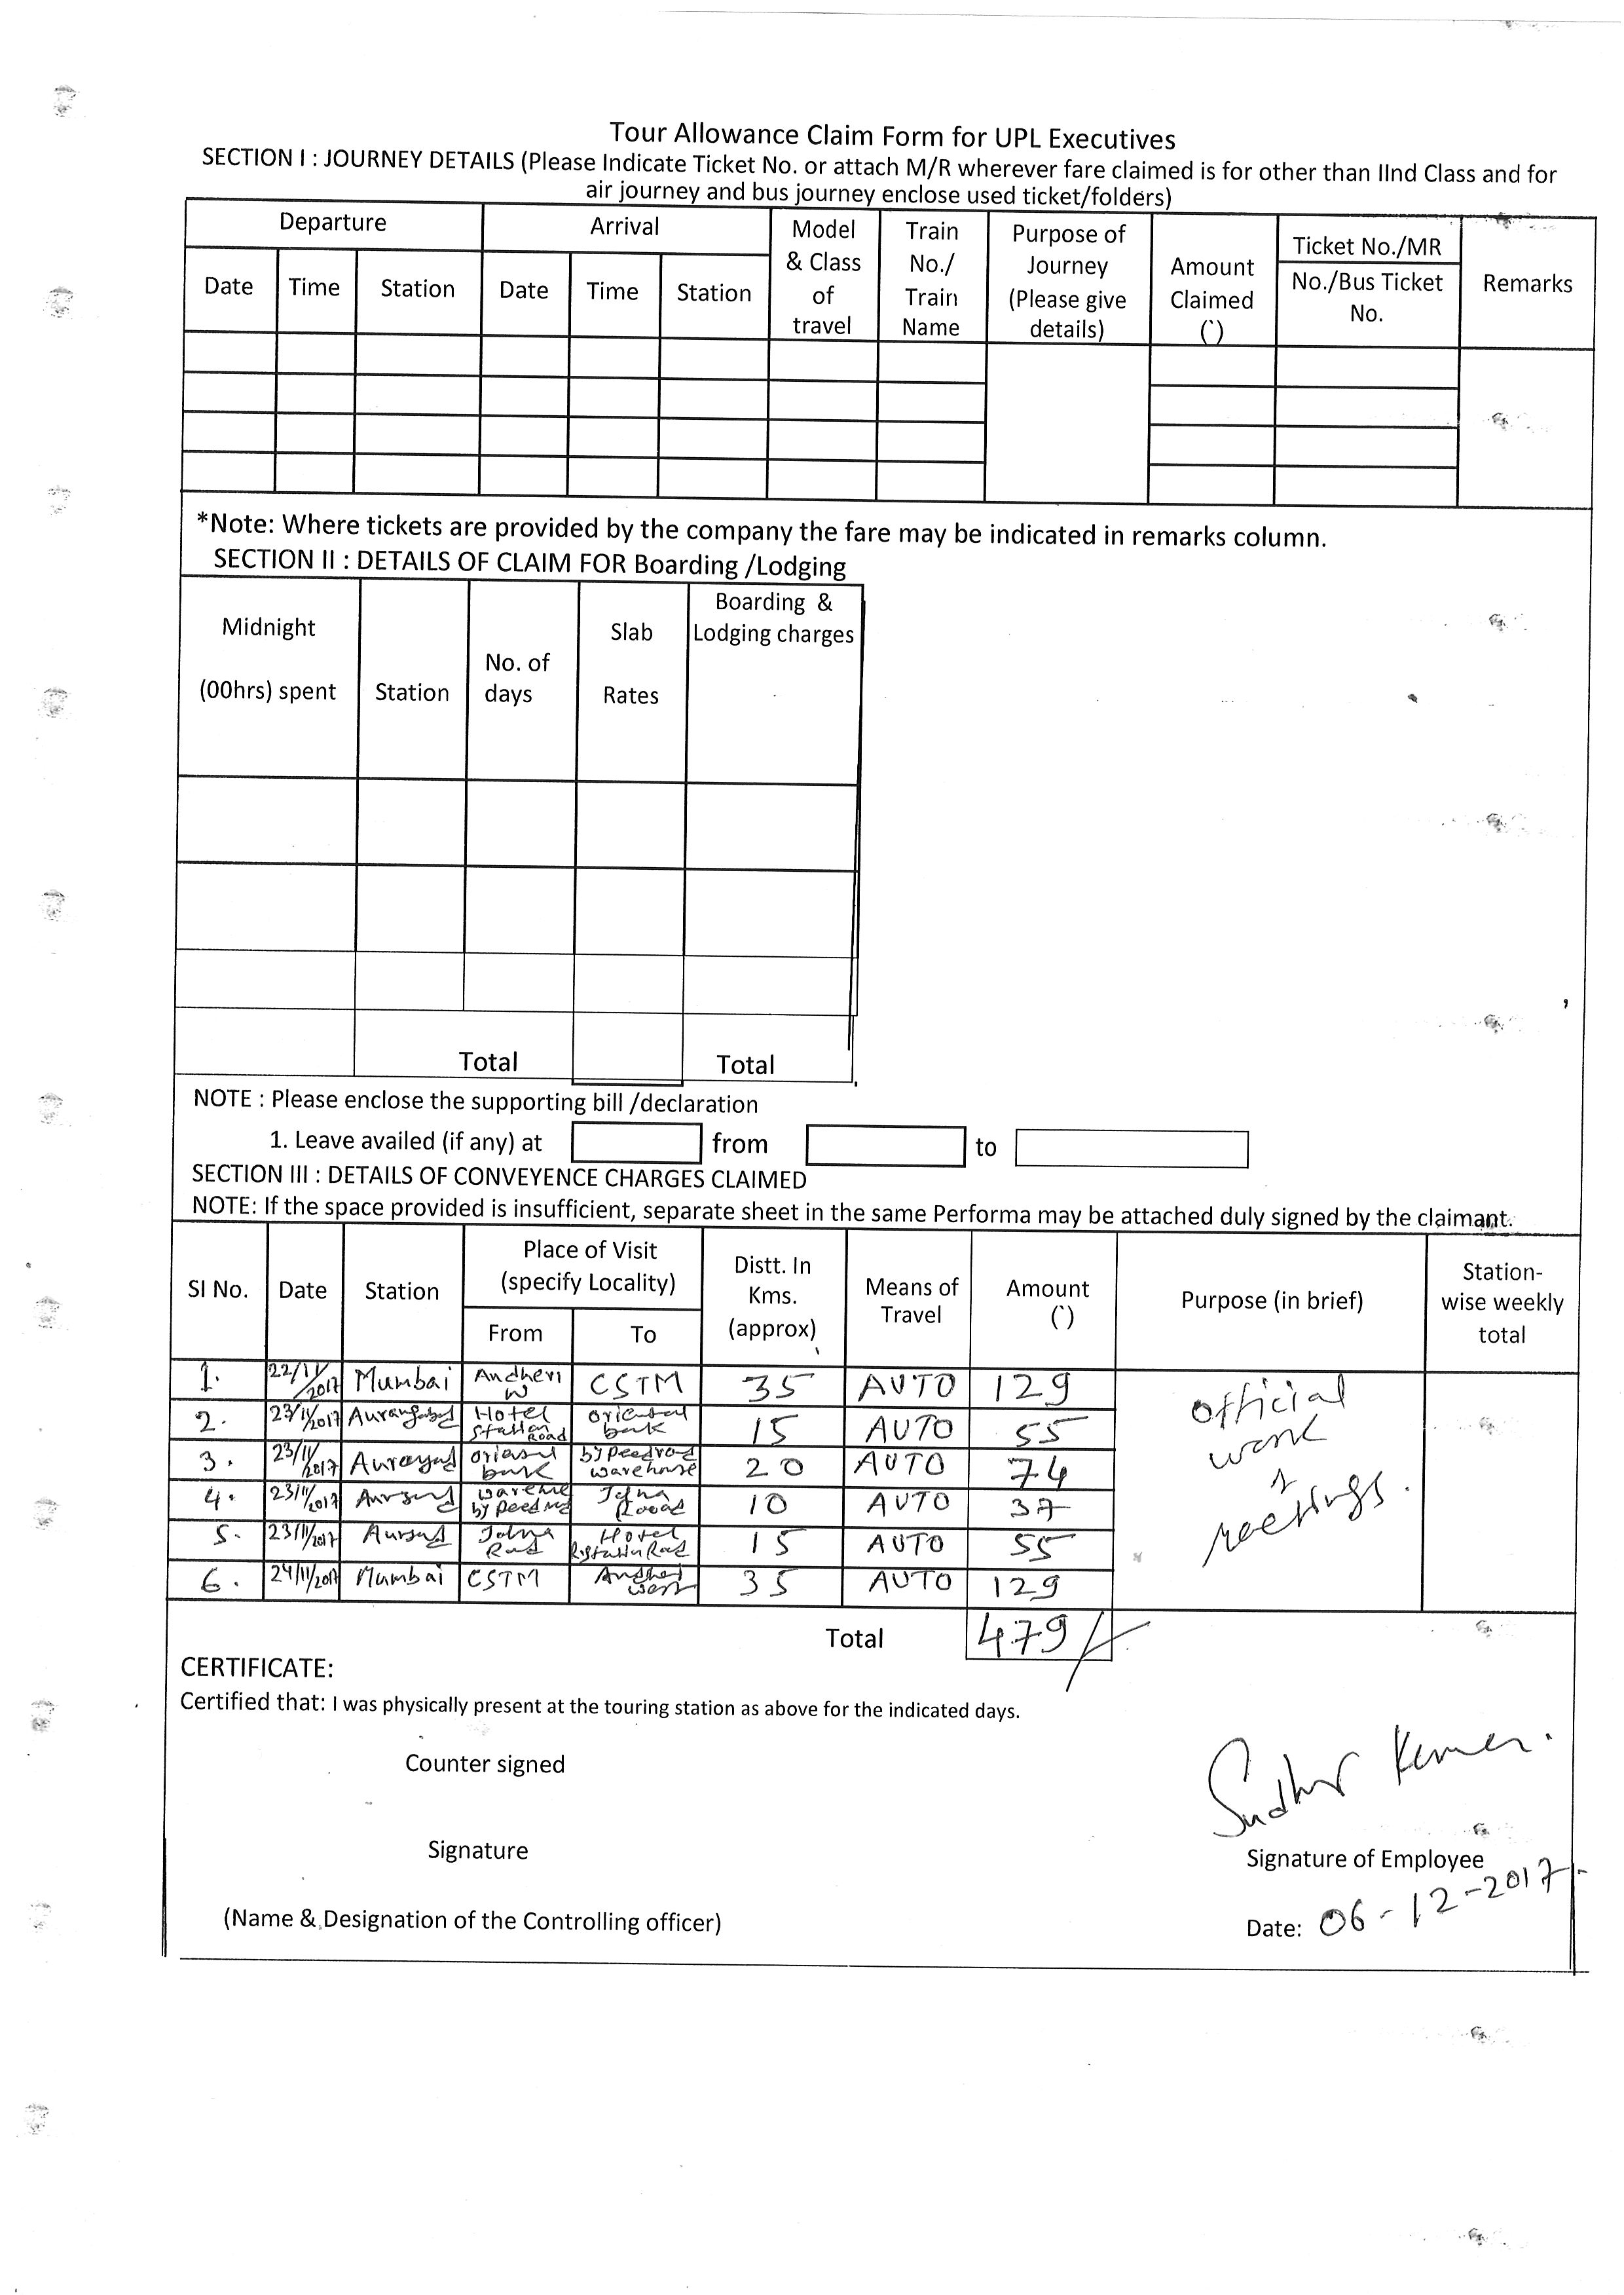 Tour Allowance Claim Form for UPL Executives
SECTION I : JOURNEY DETAILS (Please Indicate Ticket No. or attach M/R wherever fare claimed is for other than IInd Class and for
air journey and bus journey enclose used ticket/folders)
Departure Arrival Model & Class of travel Train No./ Train Name Purpose of Journey (Please give details) Amount Claimed (`) Ticket No./MR No./Bus Ticket No. Remarks
Date Time Station Date Time Station
*Note: Where tickets are provided by the company the fare may be indicated in remarks column.
SECTION II : DETAILS OF CLAIM FOR Boarding /Lodging
Midnight (00hrs) spent Station No. of days Slab Rates Boarding & Lodging charges
Total Total
NOTE : Please enclose the supporting bill /declaration
1. Leave availed (if any) at from to
SECTION III : DETAILS OF CONVEYENCE CHARGES CLAIMED
NOTE: If the space provided is insufficient, separate sheet in the same Performa may be attached duly signed by the claimant.
Sl No. Date Station Place of Visit (specify Locality) Distt. In Kms. (approx) Means of Travel Amount (`) Purpose (in brief) Station-wise weekly total
From To
1. 22/11/2017 Mumbai Andheri W CSTM 35 AUTO 129 official work & meetings.
2. 23/11/2017 Aurangabad Hotel Station Road oriental bank 15 AUTO 55
3. 23/11/2017 bank warehouse 20 AUTO 74
4. 23/11/2017 Jalna Road 10 AUTO 37
5. 23/11/2017 Jalna Road Hotel 15 AUTO 55
6. 24/11/2017 Mumbai CSTM Andheri west 35 AUTO 129
Total 479/
CERTIFICATE:
Certified that: I was physically present at the touring station as above for the indicated days.
Counter signed
Sudhir Kumar.
Signature
Signature of Employee
(Name & Designation of the Controlling officer)
Date: 06-12-2017